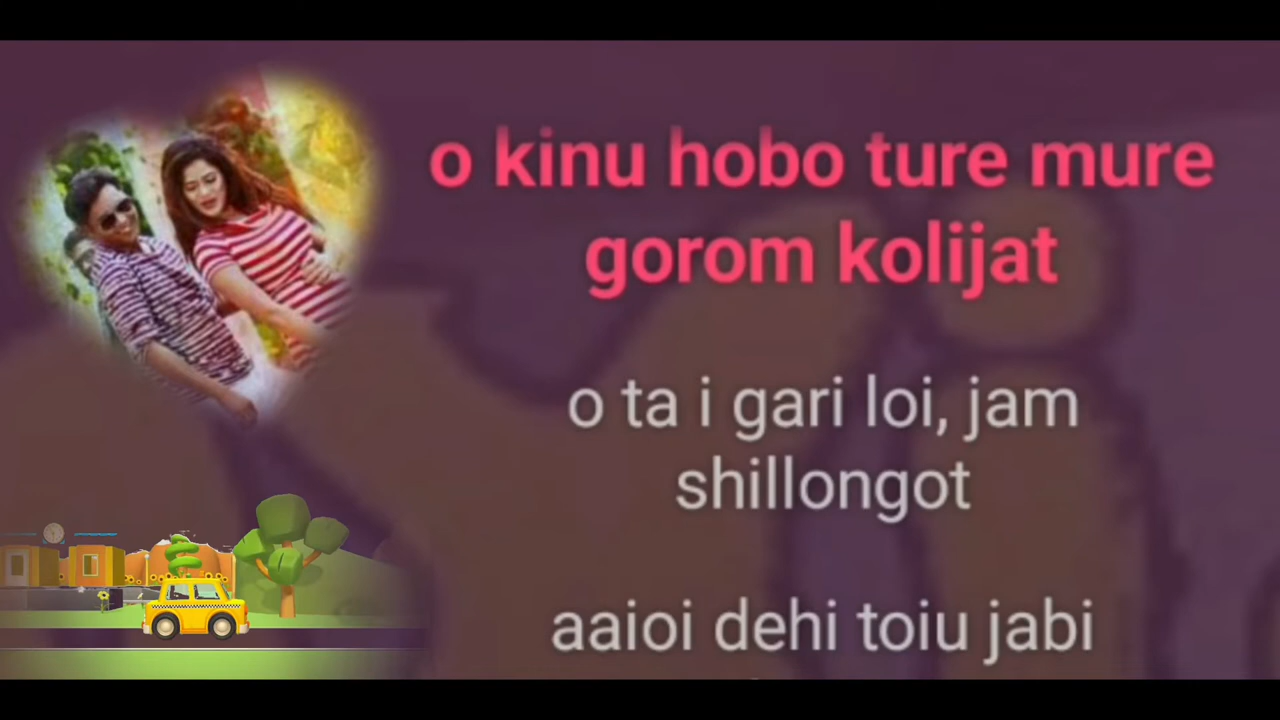 o kinu hobo ture mure
gorom kolijat
o ta i gari loi, jam
shillongot
aaioi dehi toiu jabi